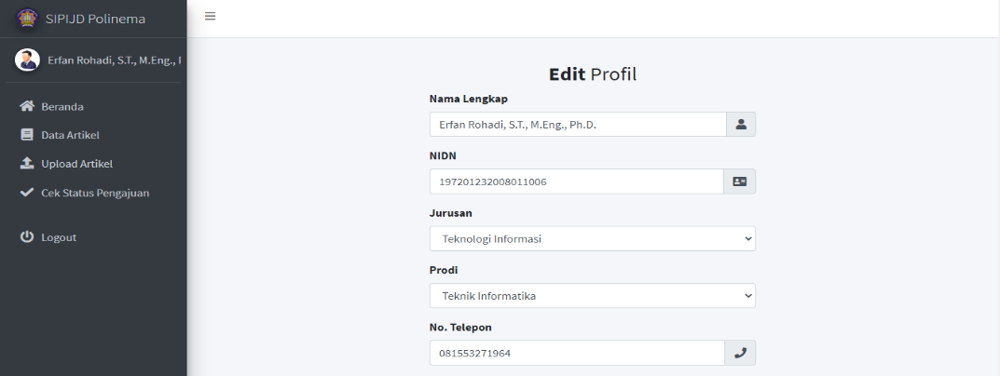 SIPIJD Polinema
Erfan Rohadi, S.T., M.Eng.,
Beranda
Data Artikel
Upload Artikel
Cek Status Pengajuan
Logout
Edit Profil
Nama Lengkap
Erfan Rohadi, S.T., M.Eng., Ph.D.
NIDN
197201232008011006
Jurusan
Teknologi Informasi
Prodi
Teknik Informatika
No. Telepon
081553271964